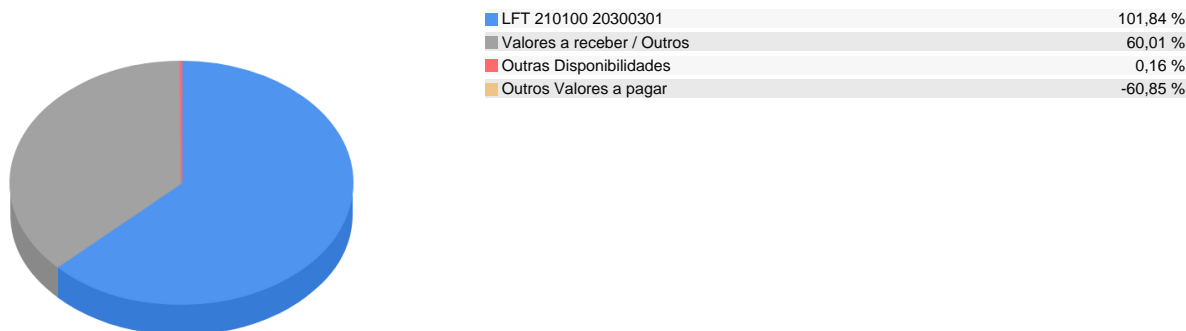 LFT 210100 20300301 101,84 %
Valores a receber / Outros 60,01 %
Outras Disponibilidades 0,16 %
Outros Valores a pagar -60,85 %